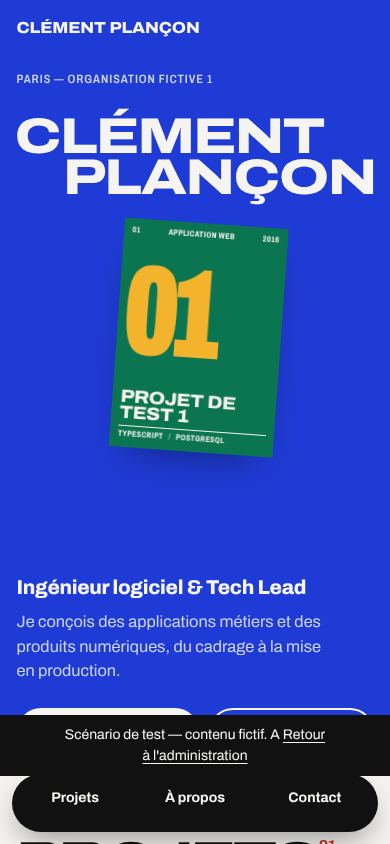 CLÉMENT PLANÇON
PARIS — ORGANISATION FICTIVE 1
CLÉMENT
PLANÇON
01 APPLICATION WEB 2018
01
PROJET DE
TEST 1
TYPESCRIPT / POSTGRESQL
Ingénieur logiciel & Tech Lead
Je conçois des applications métiers et des
produits numériques, du cadrage à la mise
en production.
Scénario de test — contenu fictif. A Retour
à l'administration
Projets À propos Contact